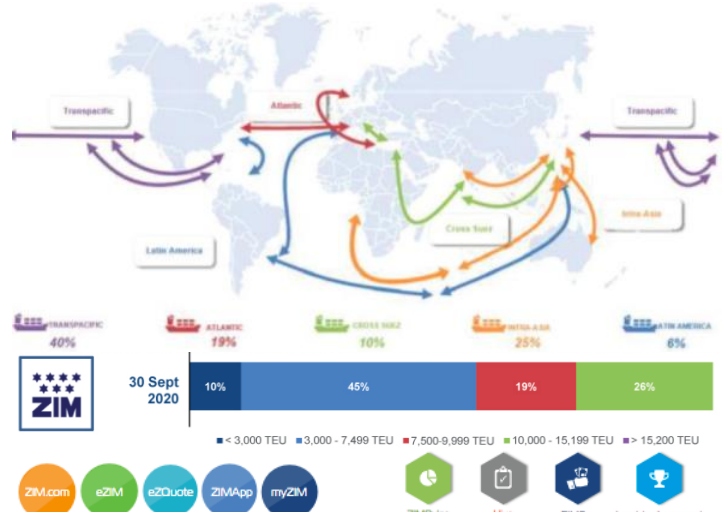 Transpacific
Atlantic
Transpacific
Intra Asia
Cross Suez
Latin America
TRANSPACIFIC
40%
ATLANTIC
19%
CROSS SUEZ
10%
INTRA-ASIA
25%
LATIN AMERICA
6%
ZIM
30 Sept
2020
10%
45%
19%
26%
< 3,000 TEU
3,000 - 7,499 TEU
7,500-9,999 TEU
10,000 - 15,199 TEU
> 15,200 TEU
ZIM.com
eZIM
eZQuote
ZIMApp
myZIM